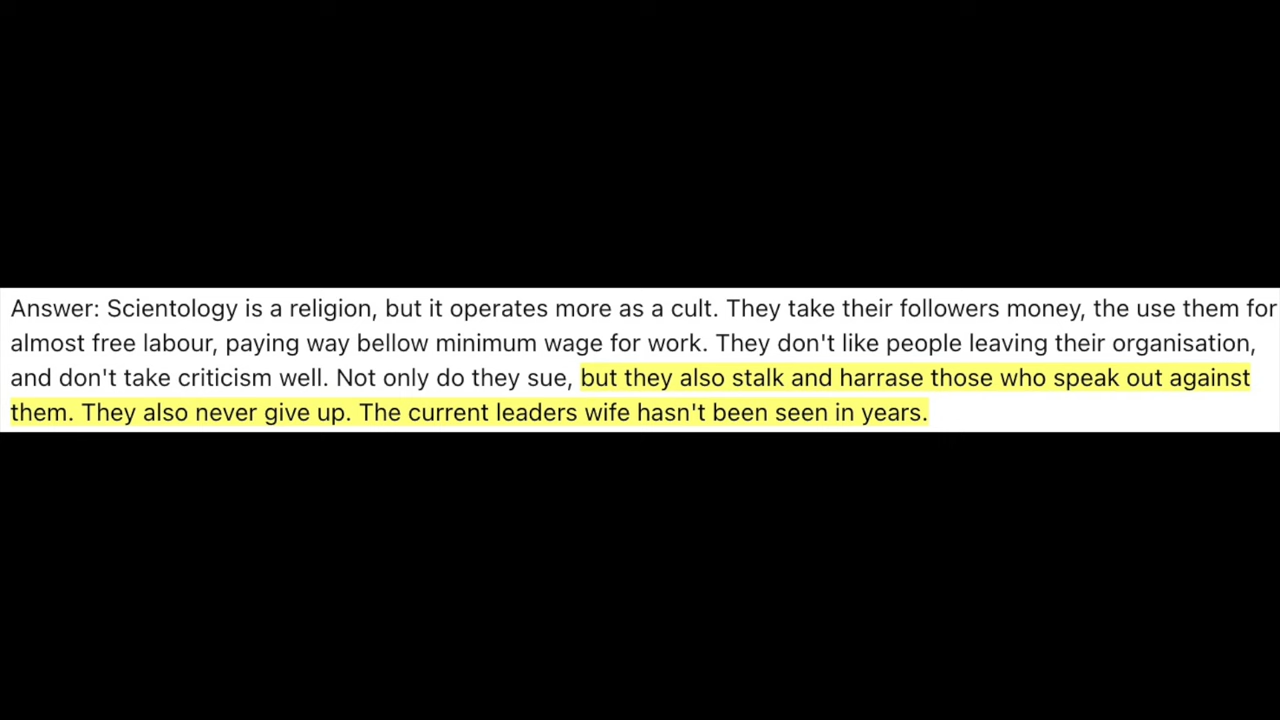 Answer: Scientology is a religion, but it operates more as a cult. They take their followers money, the use them for
almost free labour, paying way bellow minimum wage for work. They don't like people leaving their organisation,
and don't take criticism well. Not only do they sue, but they also stalk and harrase those who speak out against
them. They also never give up. The current leaders wife hasn't been seen in years.